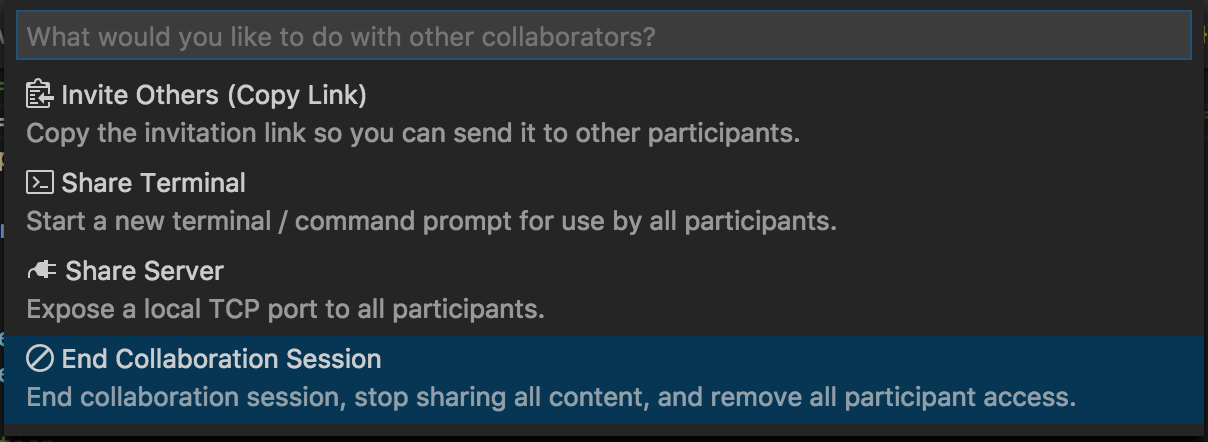 What would you like to do with other collaborators?
Invite Others (Copy Link)
Copy the invitation link so you can send it to other participants.
Share Terminal
Start a new terminal / command prompt for use by all participants.
Share Server
Expose a local TCP port to all participants.
End Collaboration Session
End collaboration session, stop sharing all content, and remove all participant access.